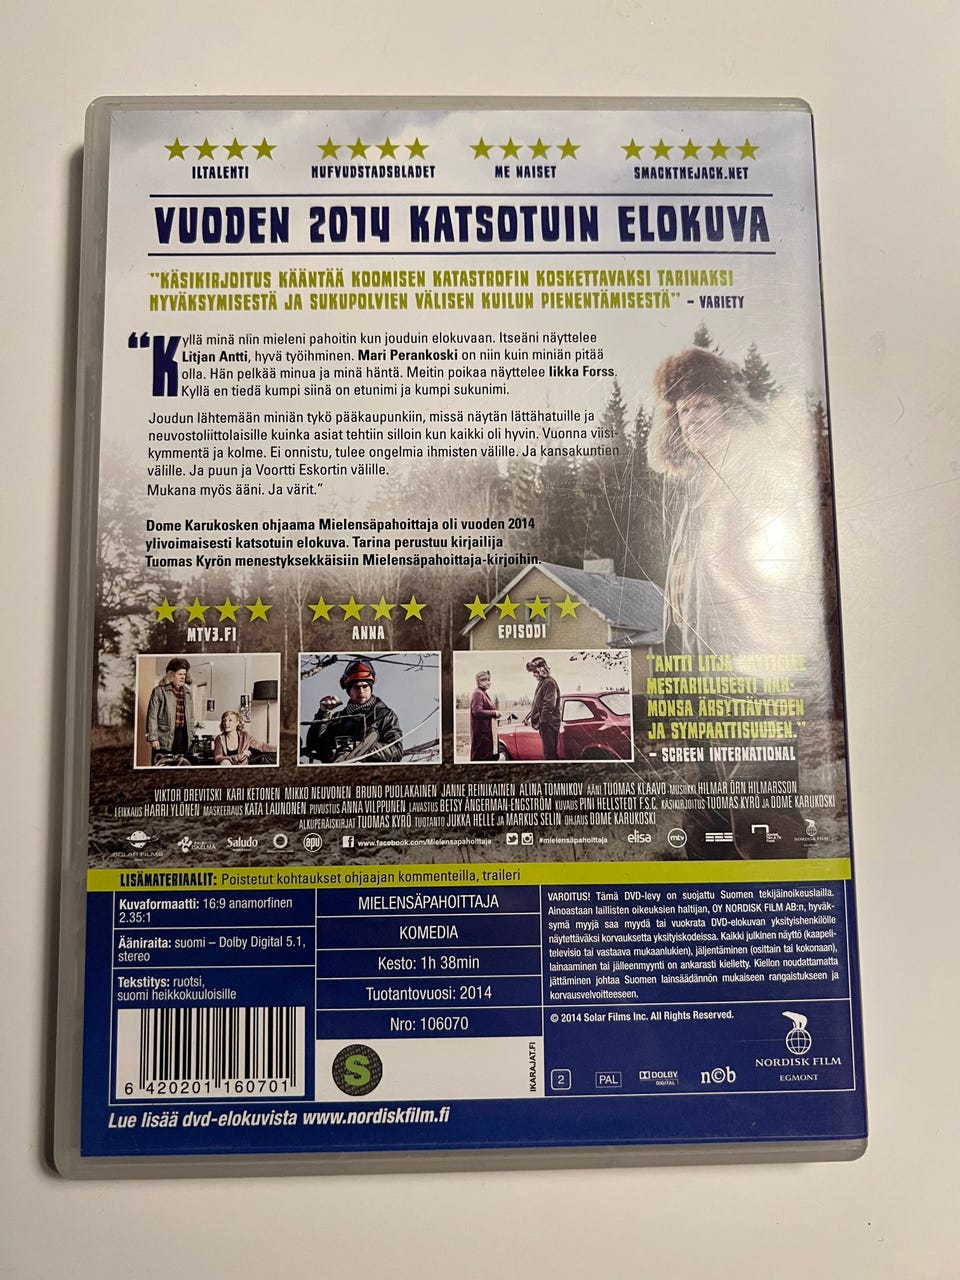 ILTALEHTI
HUFVUDSTADSBLADET
ME NAISET
SMACKTHEJACK.NET
VUODEN 2014 KATSOTUIN ELOKUVA
"KÄSIKIRJOITUS KÄÄNTÄÄ KOOMISEN KATASTROFIN KOSKETTAVAKSI TARINAKSI
HYVÄKSYMISESTÄ JA SUKUPOLVIEN VÄLISEN KUILUN PIENENTÄMISESTÄ" – VARIETY
"Kyllä minä niin mieleni pahoitin kun jouduin elokuvaan. Itseäni näyttelee
Litjan Antti, hyvä työihminen. Mari Perankoski on niin kuin miniän pitää
olla. Hän pelkää minua ja minä häntä. Meitin poikaa näyttelee Iikka Forss.
Kyllä en tiedä kumpi siinä on etunimi ja kumpi sukunimi.
Joudun lähtemään miniän tykö pääkaupunkiin, missä näytän lättähatuille ja
neuvostoliittolaisille kuinka asiat tehtiin silloin kun kaikki oli hyvin. Vuonna viisi-
kymmentä ja kolme. Ei onnistu, tulee ongelmia ihmisten välille. Ja kansakuntien
välille. Ja puun ja Voortti Eskortin välille.
Mukana myös ääni. Ja värit."
Dome Karukosken ohjaama Mielensäpahoittaja oli vuoden 2014
ylivoimaisesti katsotuin elokuva. Tarina perustuu kirjailija
Tuomas Kyrön menestyksekkäisiin Mielensäpahoittaja-kirjoihin.
MTV3.FI
ANNA
EPISODI
"ANTTI LITJA NÄYTTELEE
MESTARILLISESTI HAH-
MONSA ÄRSYTTÄVYYDEN
JA SYMPAATTISUUDEN."
– SCREEN INTERNATIONAL
VIKTOR DREVITSKI KARI KETONEN MIKKO NEUVONEN BRUNO PUOLAKAINEN JANNE REINIKAINEN ALINA TOMNIKOV ÄÄNI TUOMAS KLAAVO MUSIIKKI HILMAR ÖRN HILMARSSON
LEIKKAUS HARRI YLÖNEN MASKEERAUS KATA LAUNONEN PUVUSTUS ANNA VILPPUNEN LAVASTUS BETSY ÅNGERMAN-ENGSTRÖM KUVAUS PINI HELLSTEDT F.S.C. KÄSIKIRJOITUS TUOMAS KYRÖ JA DOME KARUKOSKI
ALKUPERÄISKIRJAT TUOMAS KYRÖ TUOTANTO JUKKA HELLE JA MARKUS SELIN OHJAUS DOME KARUKOSKI
SOLAR FILMS
Saludo
apu
www.facebook.com/Mielensapahoittaja
#mielensäpahoittaja
elisa
mtv
NORDISK FILM
LISÄMATERIAALIT: Poistetut kohtaukset ohjaajan kommenteilla, traileri
Kuvaformaatti: 16:9 anamorfinen
2.35:1
Ääniraita: suomi – Dolby Digital 5.1,
stereo
Tekstitys: ruotsi,
suomi heikkokuuloisille
6 420201 160701
MIELENSÄPAHOITTAJA
KOMEDIA
Kesto: 1h 38min
Tuotantovuosi: 2014
Nro: 106070
S
IKARAJAT.FI
VAROITUS! Tämä DVD-levy on suojattu Suomen tekijäinoikeuslailla.
Ainoastaan laillisten oikeuksien haltijan, OY NORDISK FILM AB:n, hyväk-
symä myyjä saa myydä tai vuokrata DVD-elokuvan yksityishenkilölle
näytettäväksi korvauksetta yksityiskodeissa. Kaikki julkinen näyttö (kaapeli-
televisio tai vastaava mukaanlukien), jäljentäminen (osittain tai kokonaan),
lainaaminen tai jälleenmyynti on ankarasti kielletty. Kiellon noudattamatta
jättäminen johtaa Suomen lainsäädännön mukaiseen rangaistukseen ja
korvausvelvoitteeseen.
© 2014 Solar Films Inc. All Rights Reserved.
2
PAL
DOLBY
DIGITAL
n©b
NORDISK FILM
EGMONT
Lue lisää dvd-elokuvista www.nordiskfilm.fi